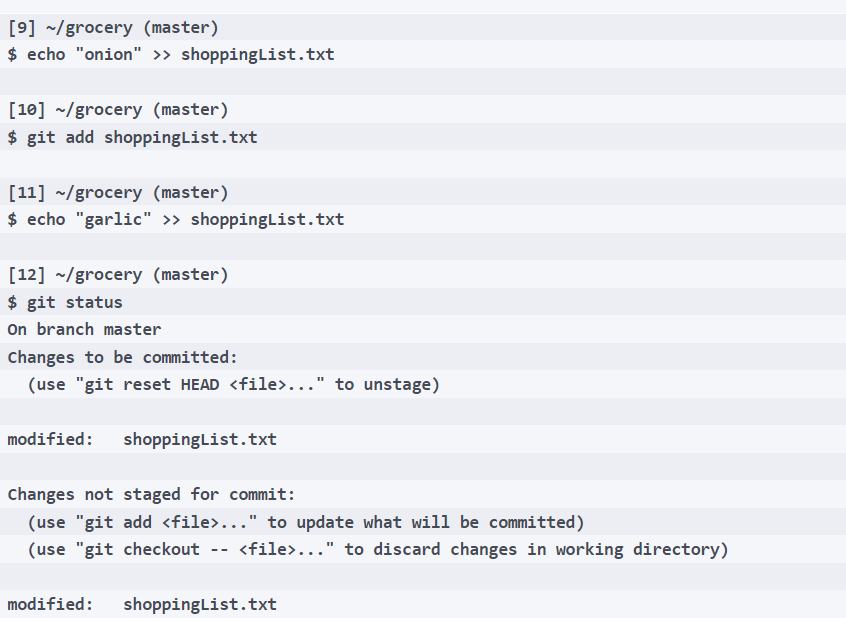 [9] ~/grocery (master)
$ echo "onion" >> shoppingList.txt
[10] ~/grocery (master)
$ git add shoppingList.txt
[11] ~/grocery (master)
$ echo "garlic" >> shoppingList.txt
[12] ~/grocery (master)
$ git status
On branch master
Changes to be committed:
  (use "git reset HEAD <file>..." to unstage)
modified:   shoppingList.txt
Changes not staged for commit:
  (use "git add <file>..." to update what will be committed)
  (use "git checkout -- <file>..." to discard changes in working directory)
modified:   shoppingList.txt